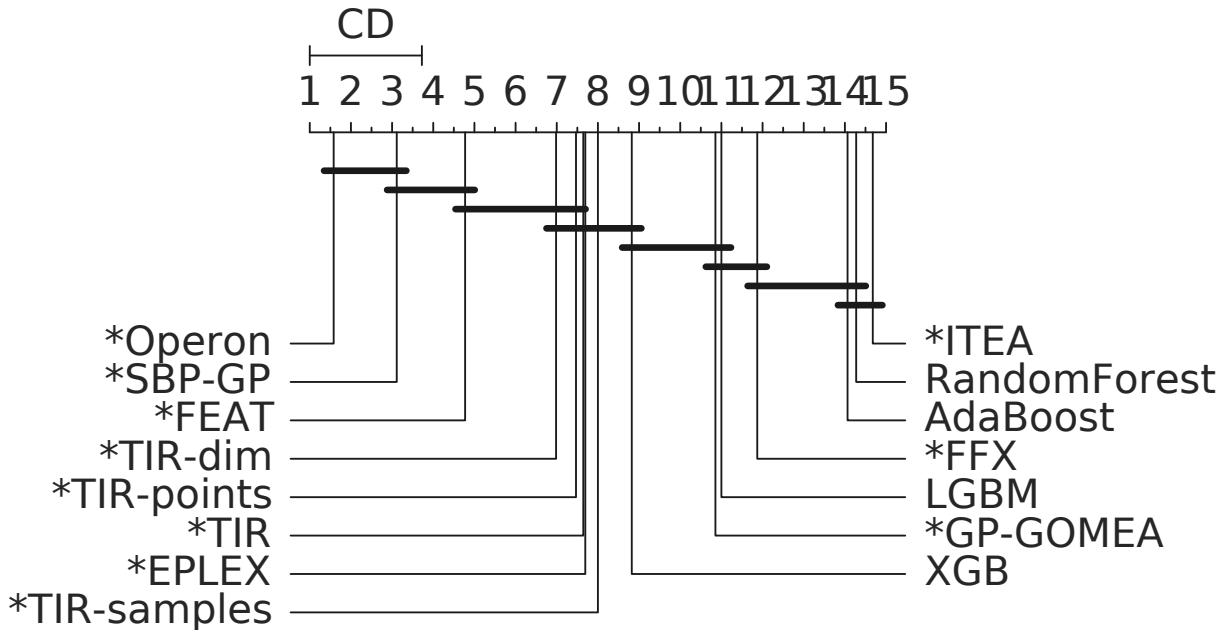 CD
1 2 3 4 5 6 7 8 9 10 11 12 13 14 15
*Operon
*SBP-GP
*FEAT
*TIR-dim
*TIR-points
*TIR
*EPLEX
*TIR-samples
*ITEA
RandomForest
AdaBoost
*FFX
LGBM
*GP-GOMEA
XGB